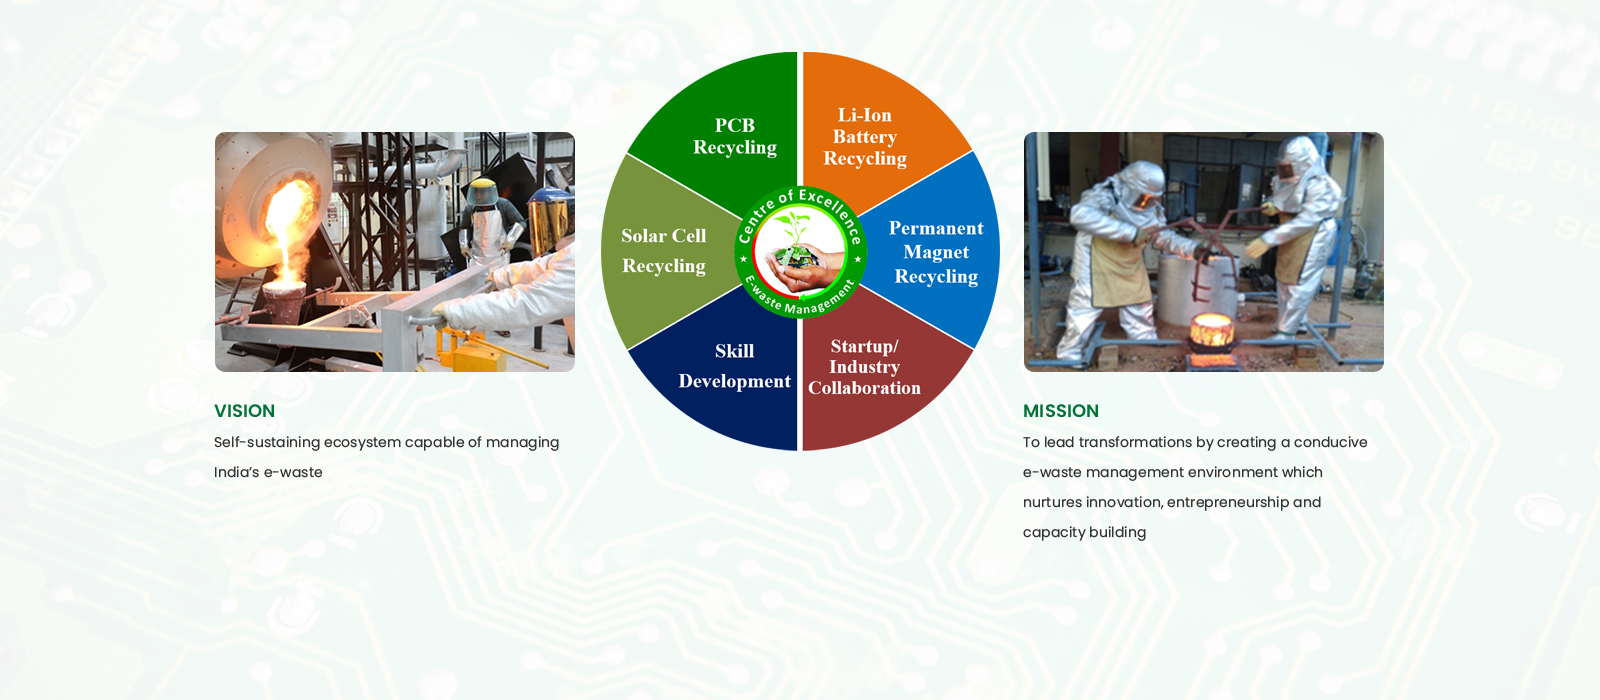 PCB
Recycling
Li-Ion
Battery
Recycling
Solar Cell
Recycling
Centre of Excellence
E-waste Management
Permanent
Magnet
Recycling
Skill
Development
Startup/
Industry
Collaboration
VISION
Self-sustaining ecosystem capable of managing
India's e-waste
MISSION
To lead transformations by creating a conducive
e-waste management environment which
nurtures innovation, entrepreneurship and
capacity building